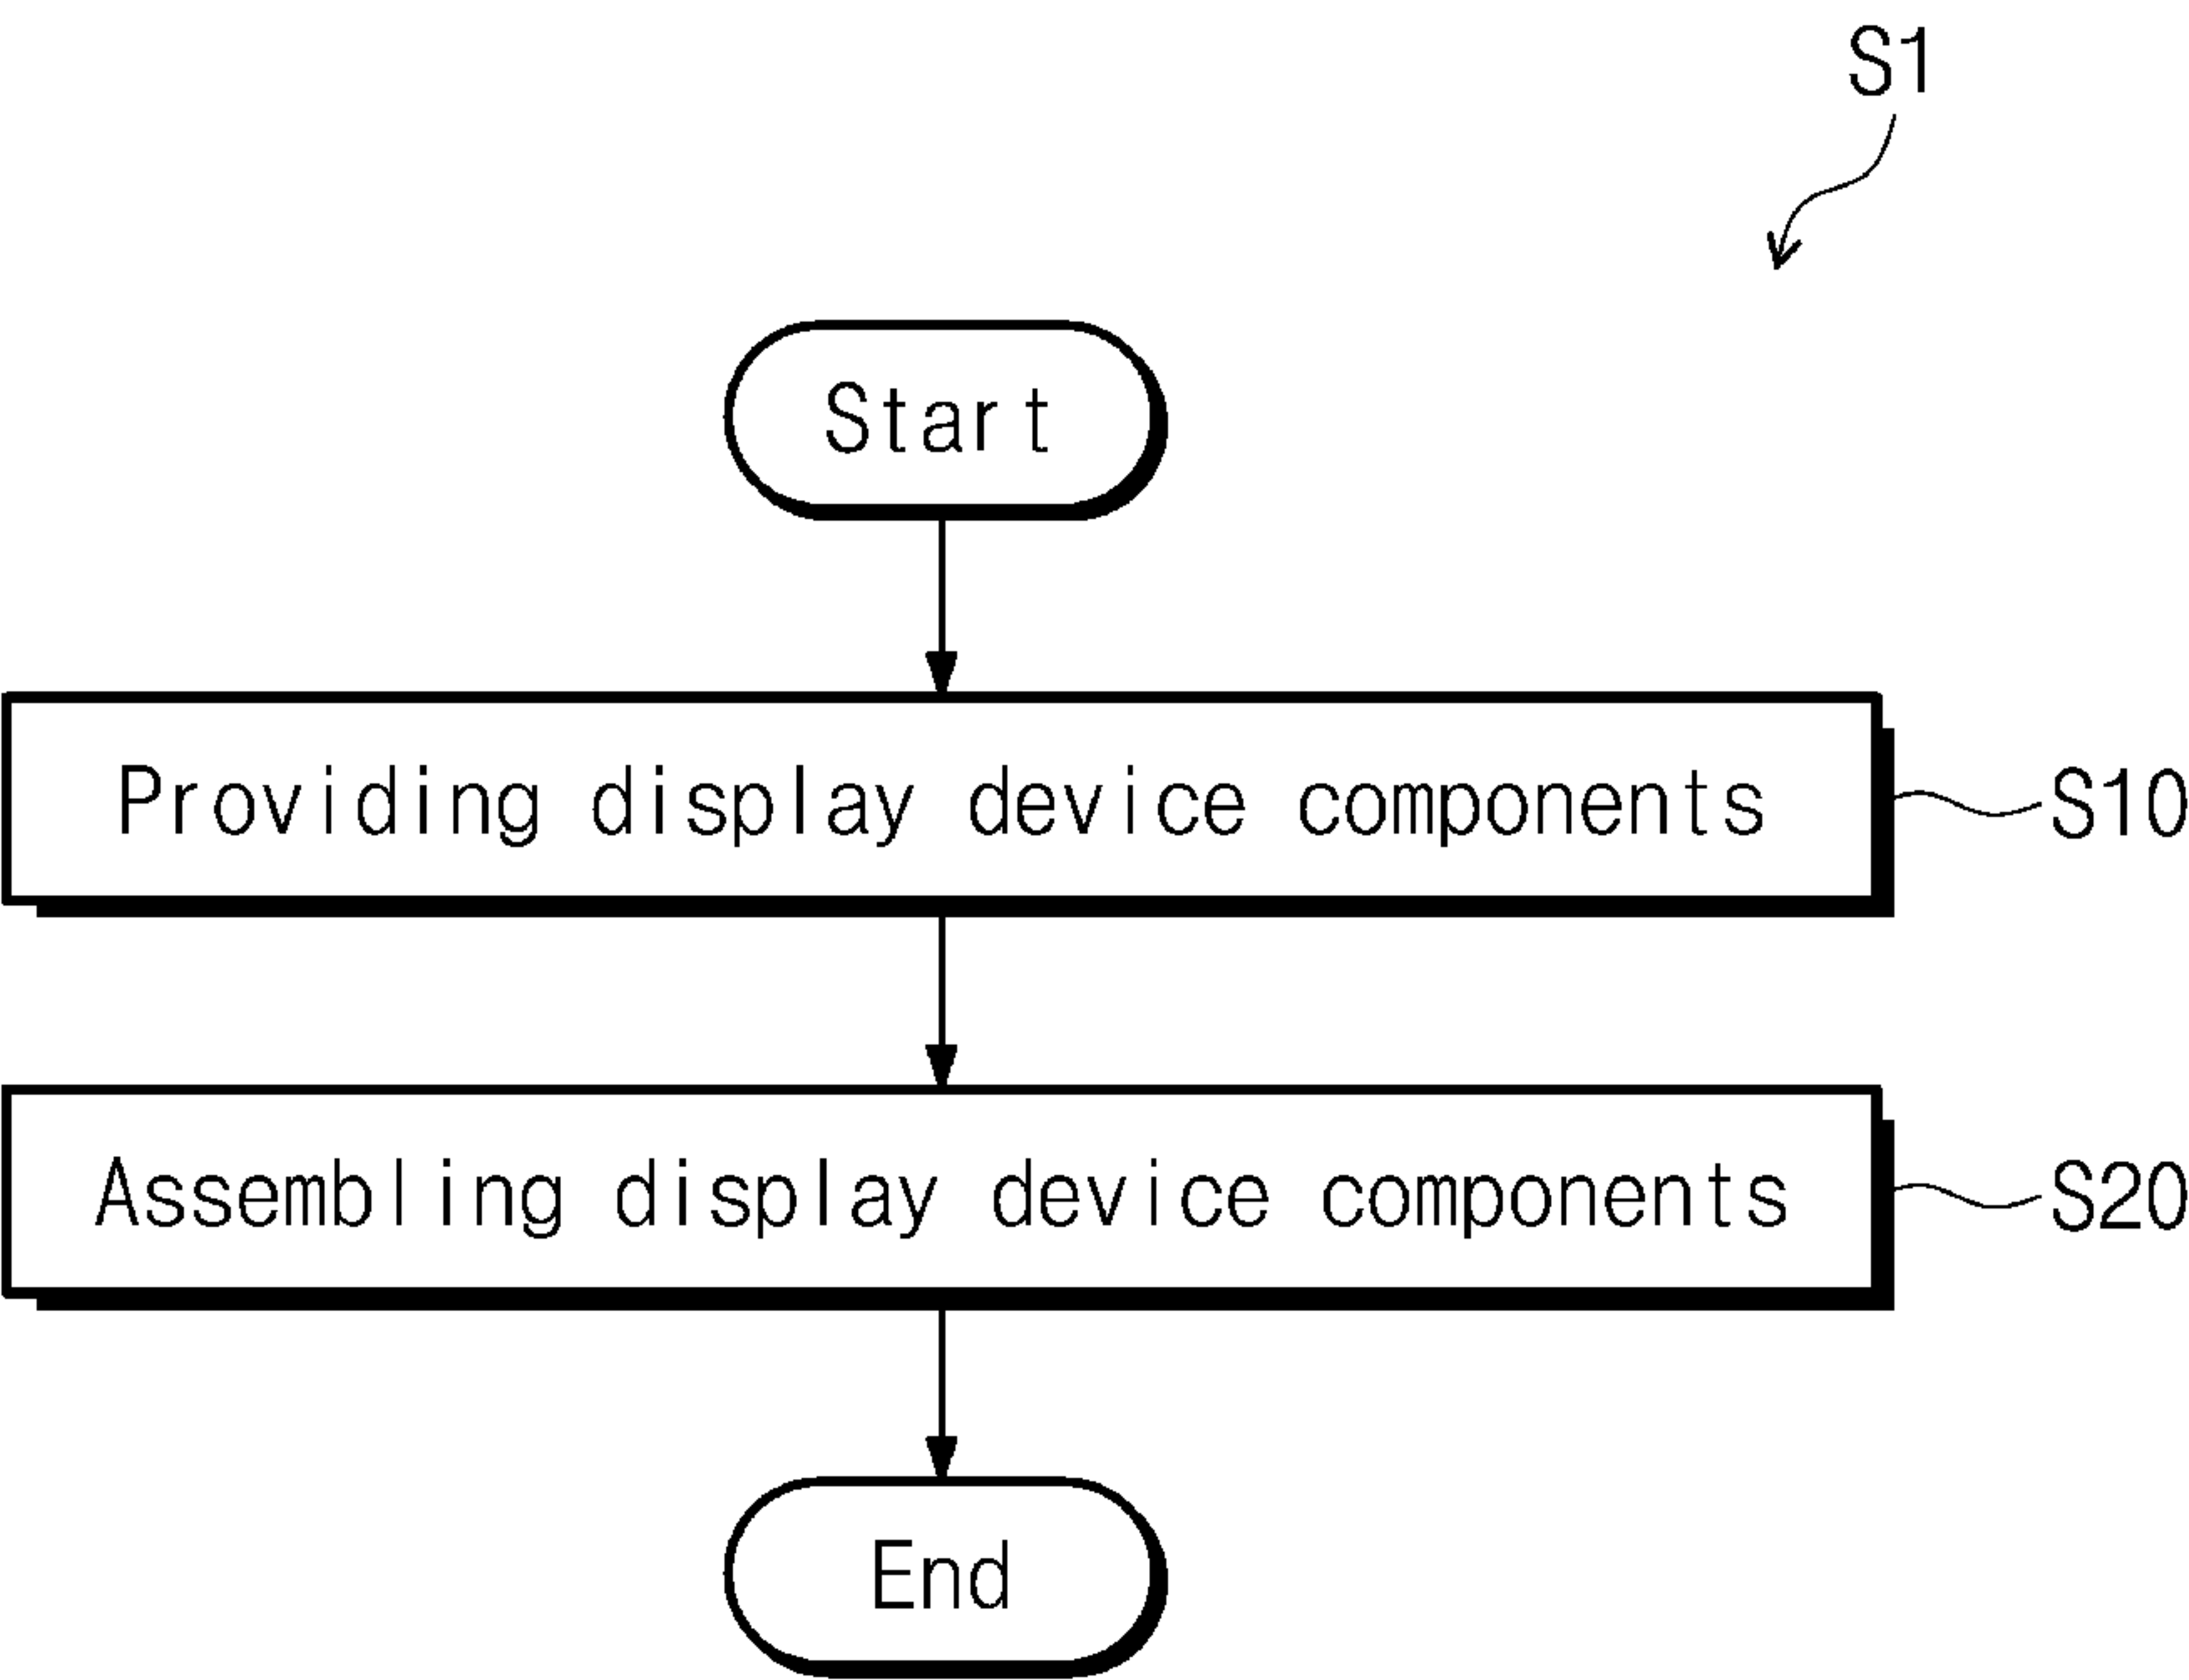 S1
Start
Providing display device components
S10
Assembling display device components
S20
End